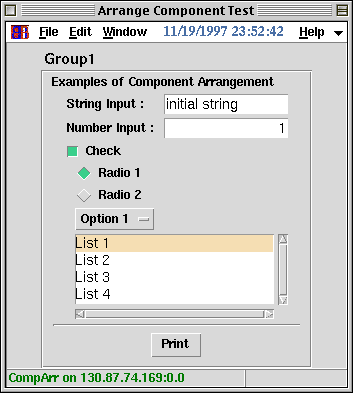 Arrange Component Test
File Edit Window 11/19/1997 23:52:42 Help
Group1
Examples of Component Arrangement
String Input : initial string
Number Input : 1
Check
Radio 1
Radio 2
Option 1
List 1
List 2
List 3
List 4
Print
CompArr on 130.87.74.169:0.0